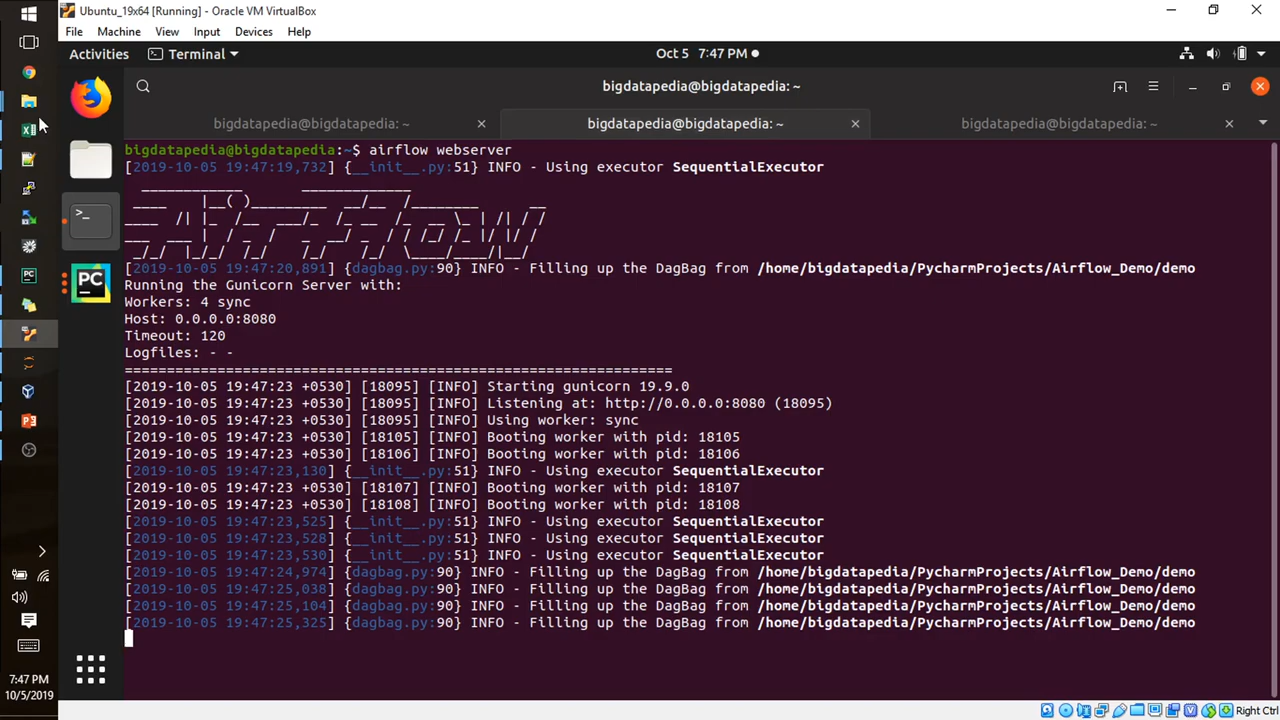 Ubuntu_19x64 [Running] - Oracle VM VirtualBox
File Machine View Input Devices Help
Activities Terminal Oct 5 7:47 PM
bigdatapedia@bigdatapedia: ~
bigdatapedia@bigdatapedia: ~ bigdatapedia@bigdatapedia: ~ bigdatapedia@bigdatapedia: ~
bigdatapedia@bigdatapedia:~$ airflow webserver
[2019-10-05 19:47:19,732] {__init__.py:51} INFO - Using executor SequentialExecutor
[2019-10-05 19:47:20,891] {dagbag.py:90} INFO - Filling up the DagBag from /home/bigdatapedia/PycharmProjects/Airflow_Demo/demo
Running the Gunicorn Server with:
Workers: 4 sync
Host: 0.0.0.0:8080
Timeout: 120
Logfiles: - -
=================================================================
[2019-10-05 19:47:23 +0530] [18095] [INFO] Starting gunicorn 19.9.0
[2019-10-05 19:47:23 +0530] [18095] [INFO] Listening at: http://0.0.0.0:8080 (18095)
[2019-10-05 19:47:23 +0530] [18095] [INFO] Using worker: sync
[2019-10-05 19:47:23 +0530] [18105] [INFO] Booting worker with pid: 18105
[2019-10-05 19:47:23 +0530] [18106] [INFO] Booting worker with pid: 18106
[2019-10-05 19:47:23,130] {__init__.py:51} INFO - Using executor SequentialExecutor
[2019-10-05 19:47:23 +0530] [18107] [INFO] Booting worker with pid: 18107
[2019-10-05 19:47:23 +0530] [18108] [INFO] Booting worker with pid: 18108
[2019-10-05 19:47:23,525] {__init__.py:51} INFO - Using executor SequentialExecutor
[2019-10-05 19:47:23,528] {__init__.py:51} INFO - Using executor SequentialExecutor
[2019-10-05 19:47:23,530] {__init__.py:51} INFO - Using executor SequentialExecutor
[2019-10-05 19:47:24,974] {dagbag.py:90} INFO - Filling up the DagBag from /home/bigdatapedia/PycharmProjects/Airflow_Demo/demo
[2019-10-05 19:47:25,038] {dagbag.py:90} INFO - Filling up the DagBag from /home/bigdatapedia/PycharmProjects/Airflow_Demo/demo
[2019-10-05 19:47:25,104] {dagbag.py:90} INFO - Filling up the DagBag from /home/bigdatapedia/PycharmProjects/Airflow_Demo/demo
[2019-10-05 19:47:25,325] {dagbag.py:90} INFO - Filling up the DagBag from /home/bigdatapedia/PycharmProjects/Airflow_Demo/demo
PC
7:47 PM
10/5/2019
Right Ctrl